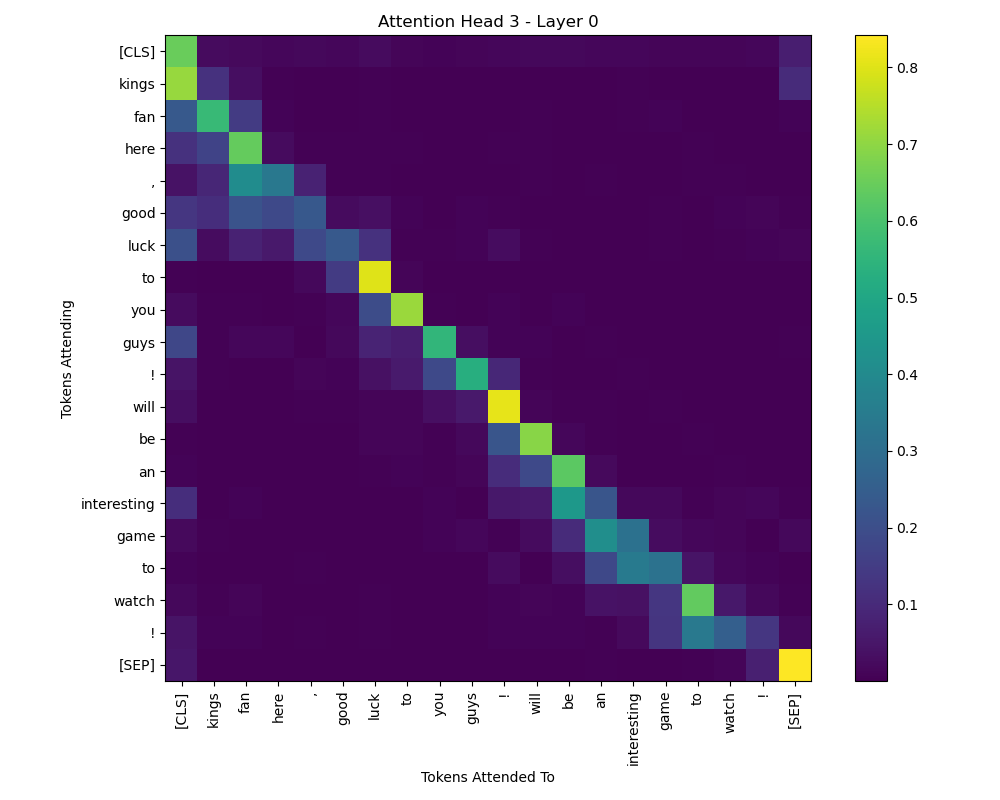 Attention Head 3 - Layer 0
[CLS]
kings
fan
here
,
good
luck
to
you
guys
!
will
be
an
interesting
game
to
watch
!
[SEP]
Tokens Attending
[CLS]
kings
fan
here
,
good
luck
to
you
guys
!
will
be
an
interesting
game
to
watch
!
[SEP]
Tokens Attended To
0.8
0.7
0.6
0.5
0.4
0.3
0.2
0.1